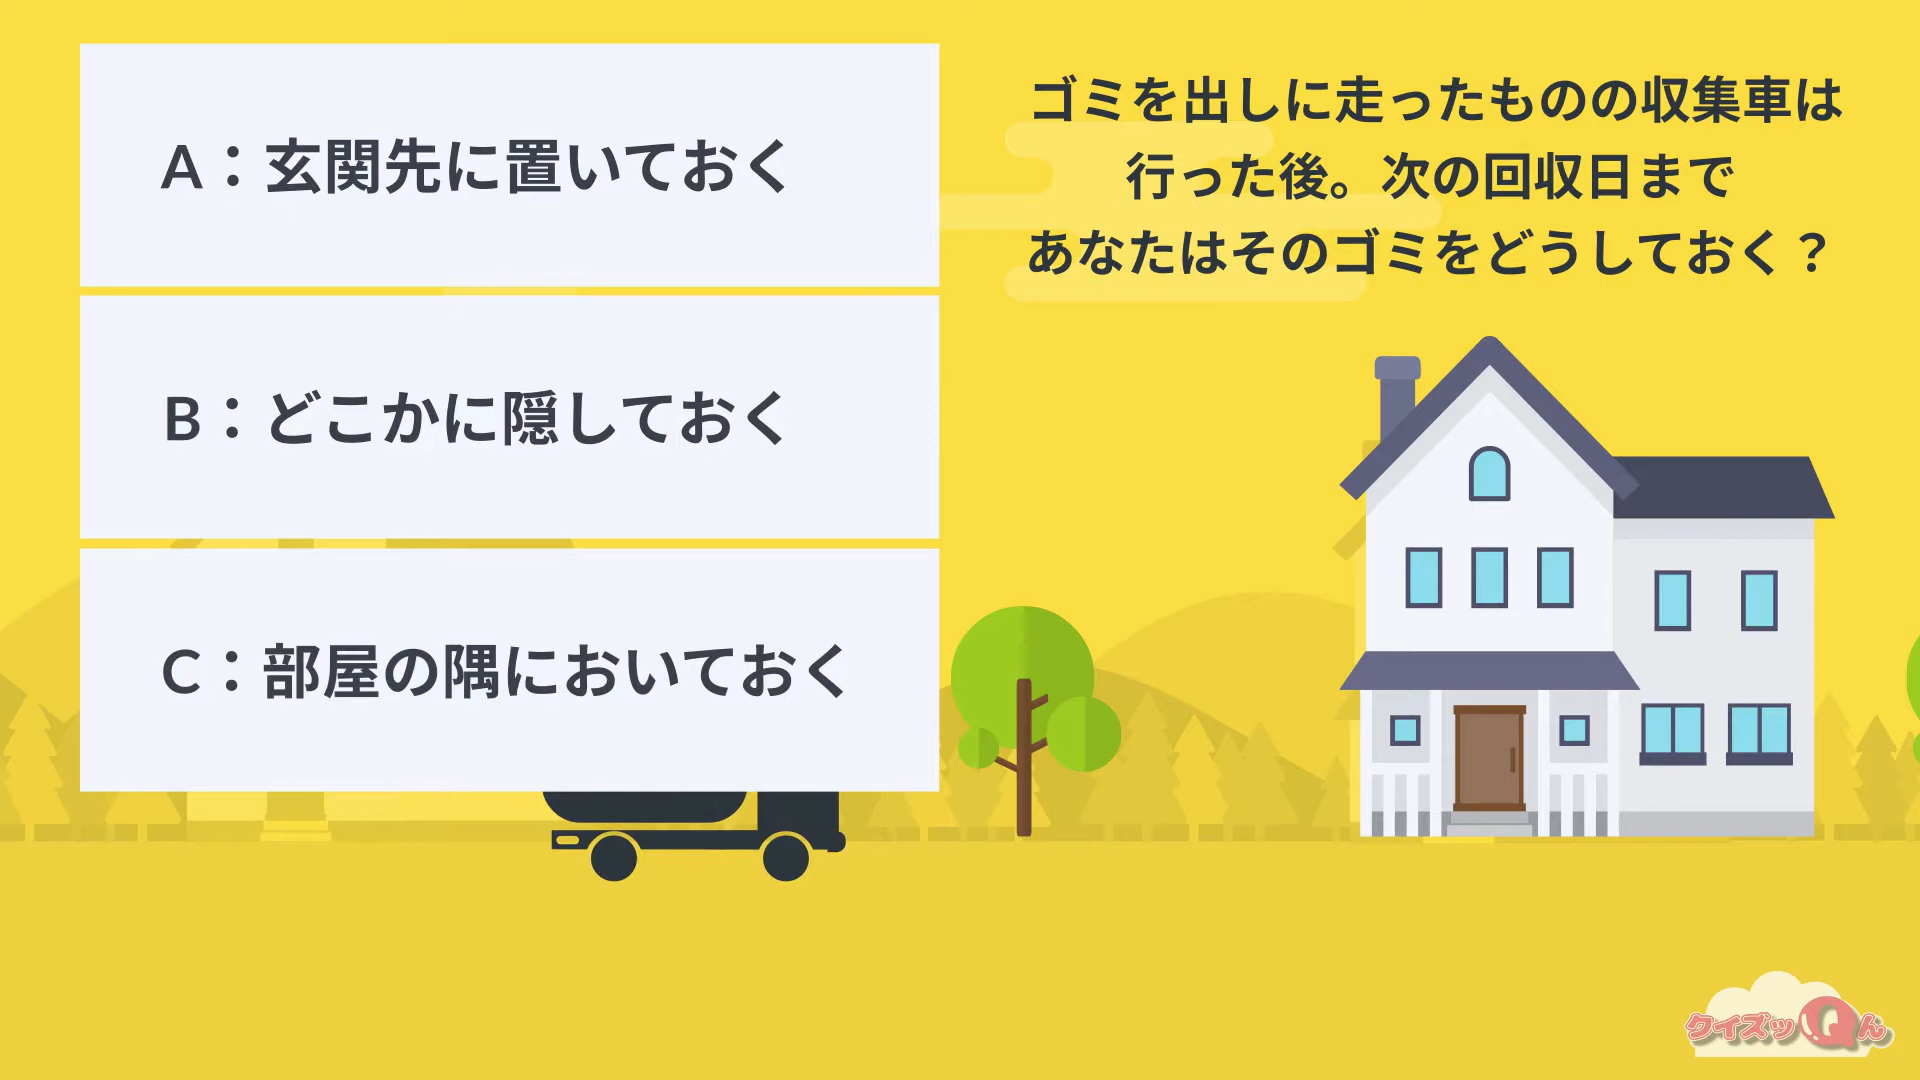 ゴミを出しに走ったものの収集車は
行った後。次の回収日まで
あなたはそのゴミをどうしておく？
A：玄関先に置いておく
B：どこかに隠しておく
C：部屋の隅においておく
クイズッQん